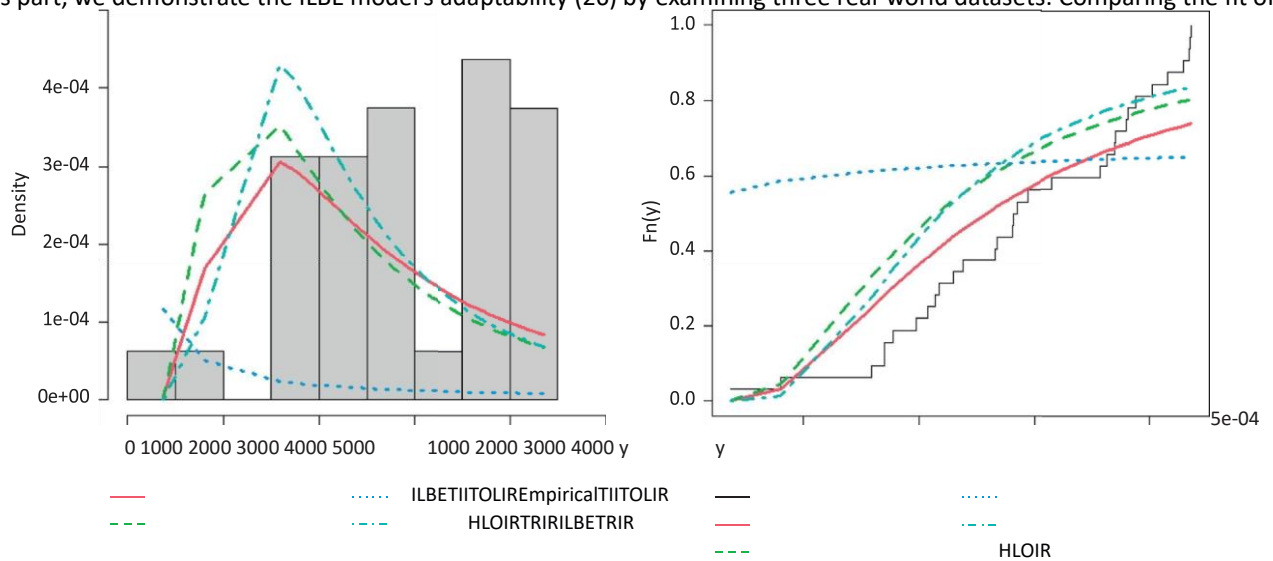 s part, we demonstrate the ILBE model's adaptability (26) by examining three real world datasets. Comparing the fit of
5e-04
Density
4e-04
3e-04
2e-04
1e-04
0e+00
0 1000 2000 3000 4000 5000
1000 2000 3000 4000 y
Fn(y)
1.0
0.8
0.6
0.4
0.2
0.0
y
ILBETIITOLIREmpiricalTIITOLIR
HLOIRTRIRILBETRIR
HLOIR